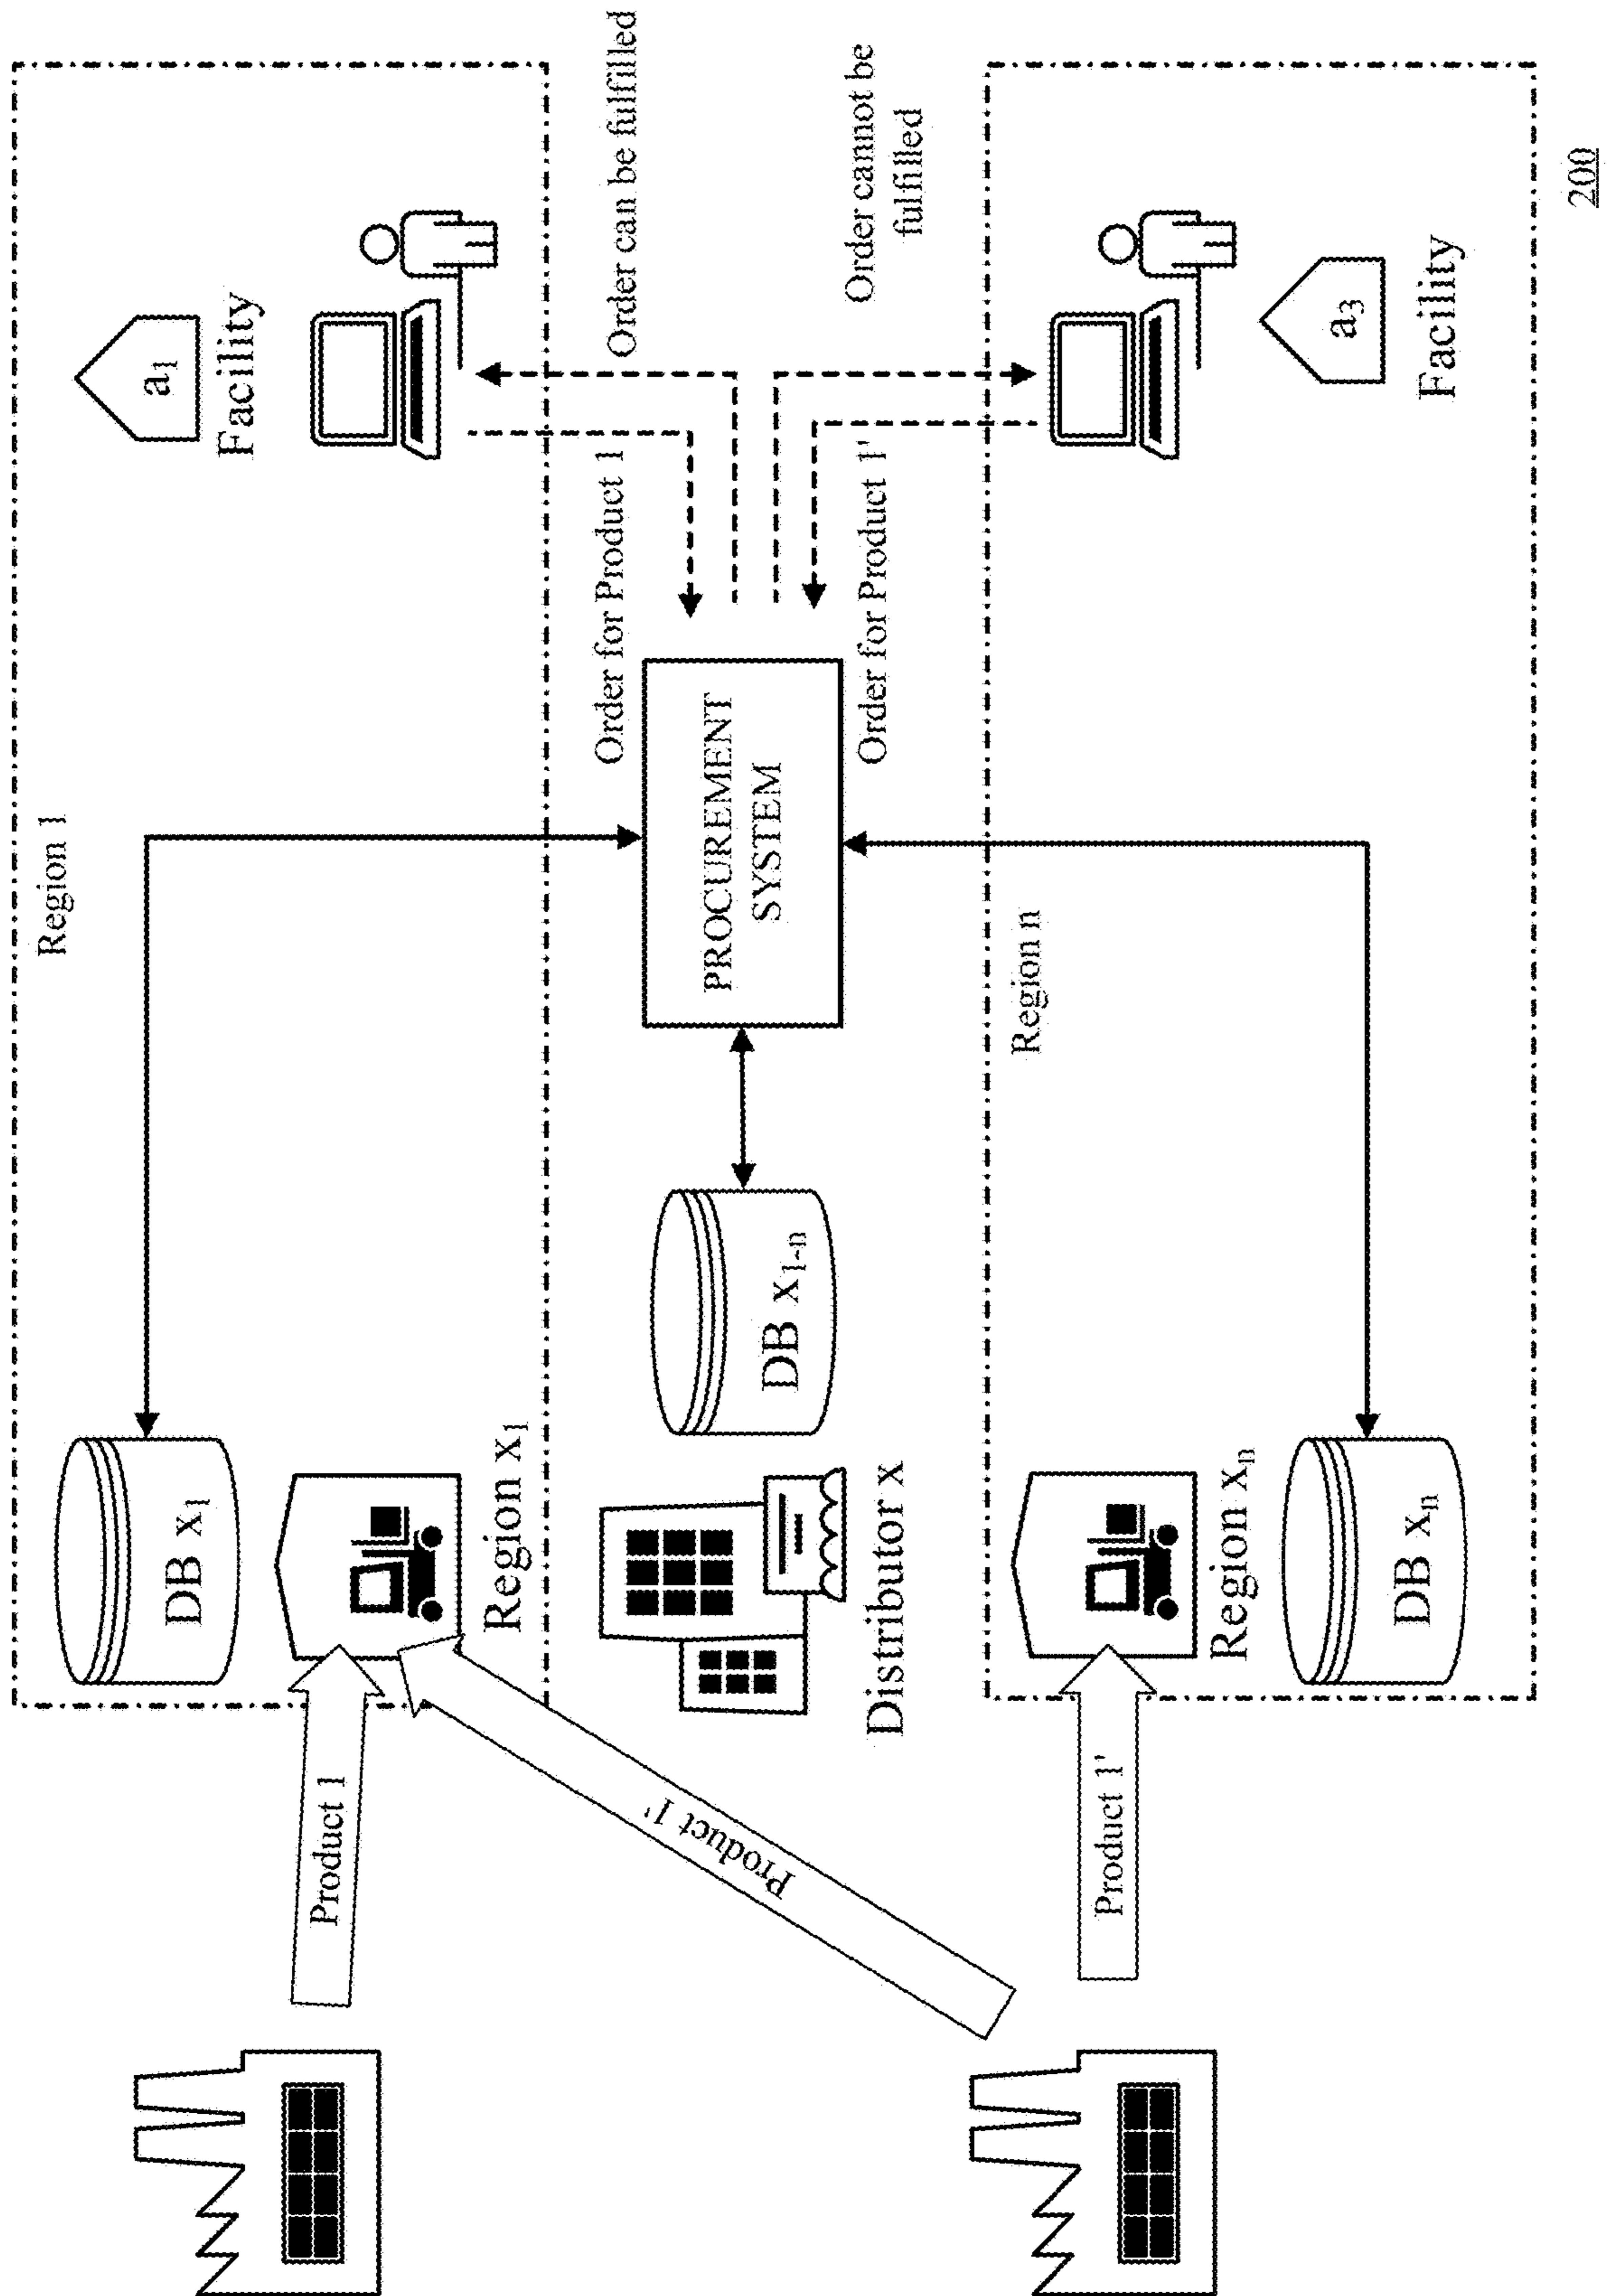 Region 1
DB x1
a1
Facility
Product 1
Region x1
Order for Product 1
Order can be fulfilled
Product 1'
Distributor x
DB x1-n
PROCUREMENT
SYSTEM
Order for Product 1'
Order cannot be
fulfilled
Region n
Product 1'
Region xn
DB xn
a3
Facility
200